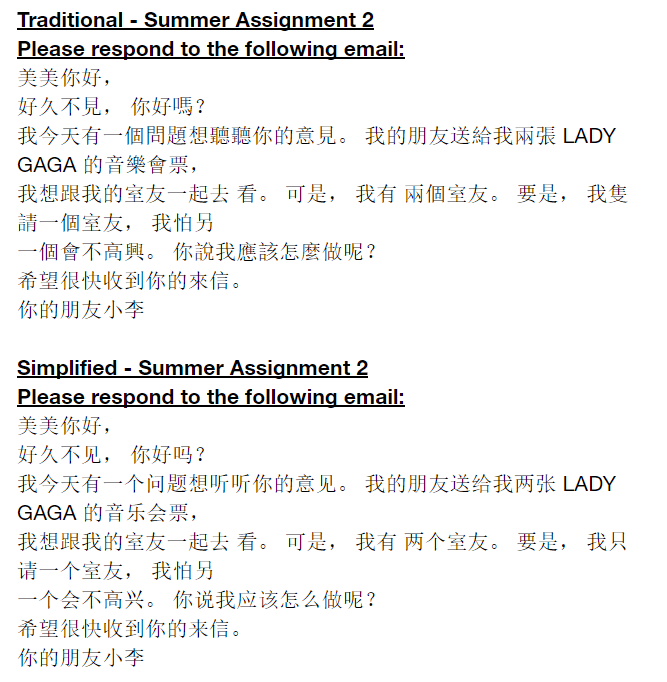 Traditional - Summer Assignment 2
Please respond to the following email:
美美你好，
好久不見， 你好嗎？
我今天有一個問題想聽聽你的意見。 我的朋友送給我兩張 LADY
GAGA 的音樂會票，
我想跟我的室友一起去 看。 可是， 我有 兩個室友。 要是， 我隻
請一個室友， 我怕另
一個會不高興。 你說我應該怎麼做呢？
希望很快收到你的來信。
你的朋友小李
Simplified - Summer Assignment 2
Please respond to the following email:
美美你好，
好久不见， 你好吗？
我今天有一个问题想听听你的意见。 我的朋友送给我两张 LADY
GAGA 的音乐会票，
我想跟我的室友一起去 看。 可是， 我有 两个室友。 要是， 我只
请一个室友， 我怕另
一个会不高兴。 你说我应该怎么做呢？
希望很快收到你的来信。
你的朋友小李